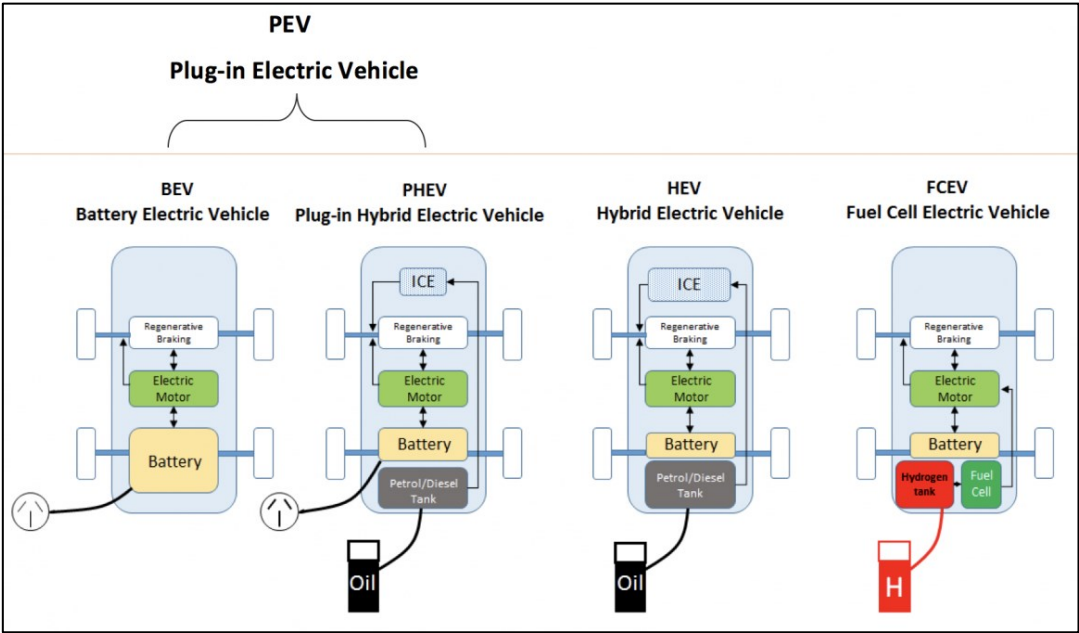 PEV
Plug-in Electric Vehicle
BEV
Battery Electric Vehicle
PHEV
Plug-in Hybrid Electric Vehicle
HEV
Hybrid Electric Vehicle
FCEV
Fuel Cell Electric Vehicle
Regenerative
Braking
Electric
Motor
Battery
ICE
Regenerative
Braking
Electric
Motor
Battery
Petrol/Diesel
Tank
Oil
ICE
Regenerative
Braking
Electric
Motor
Battery
Petrol/Diesel
Tank
Oil
Regenerative
Braking
Electric
Motor
Battery
Hydrogen
tank
Fuel
Cell
H